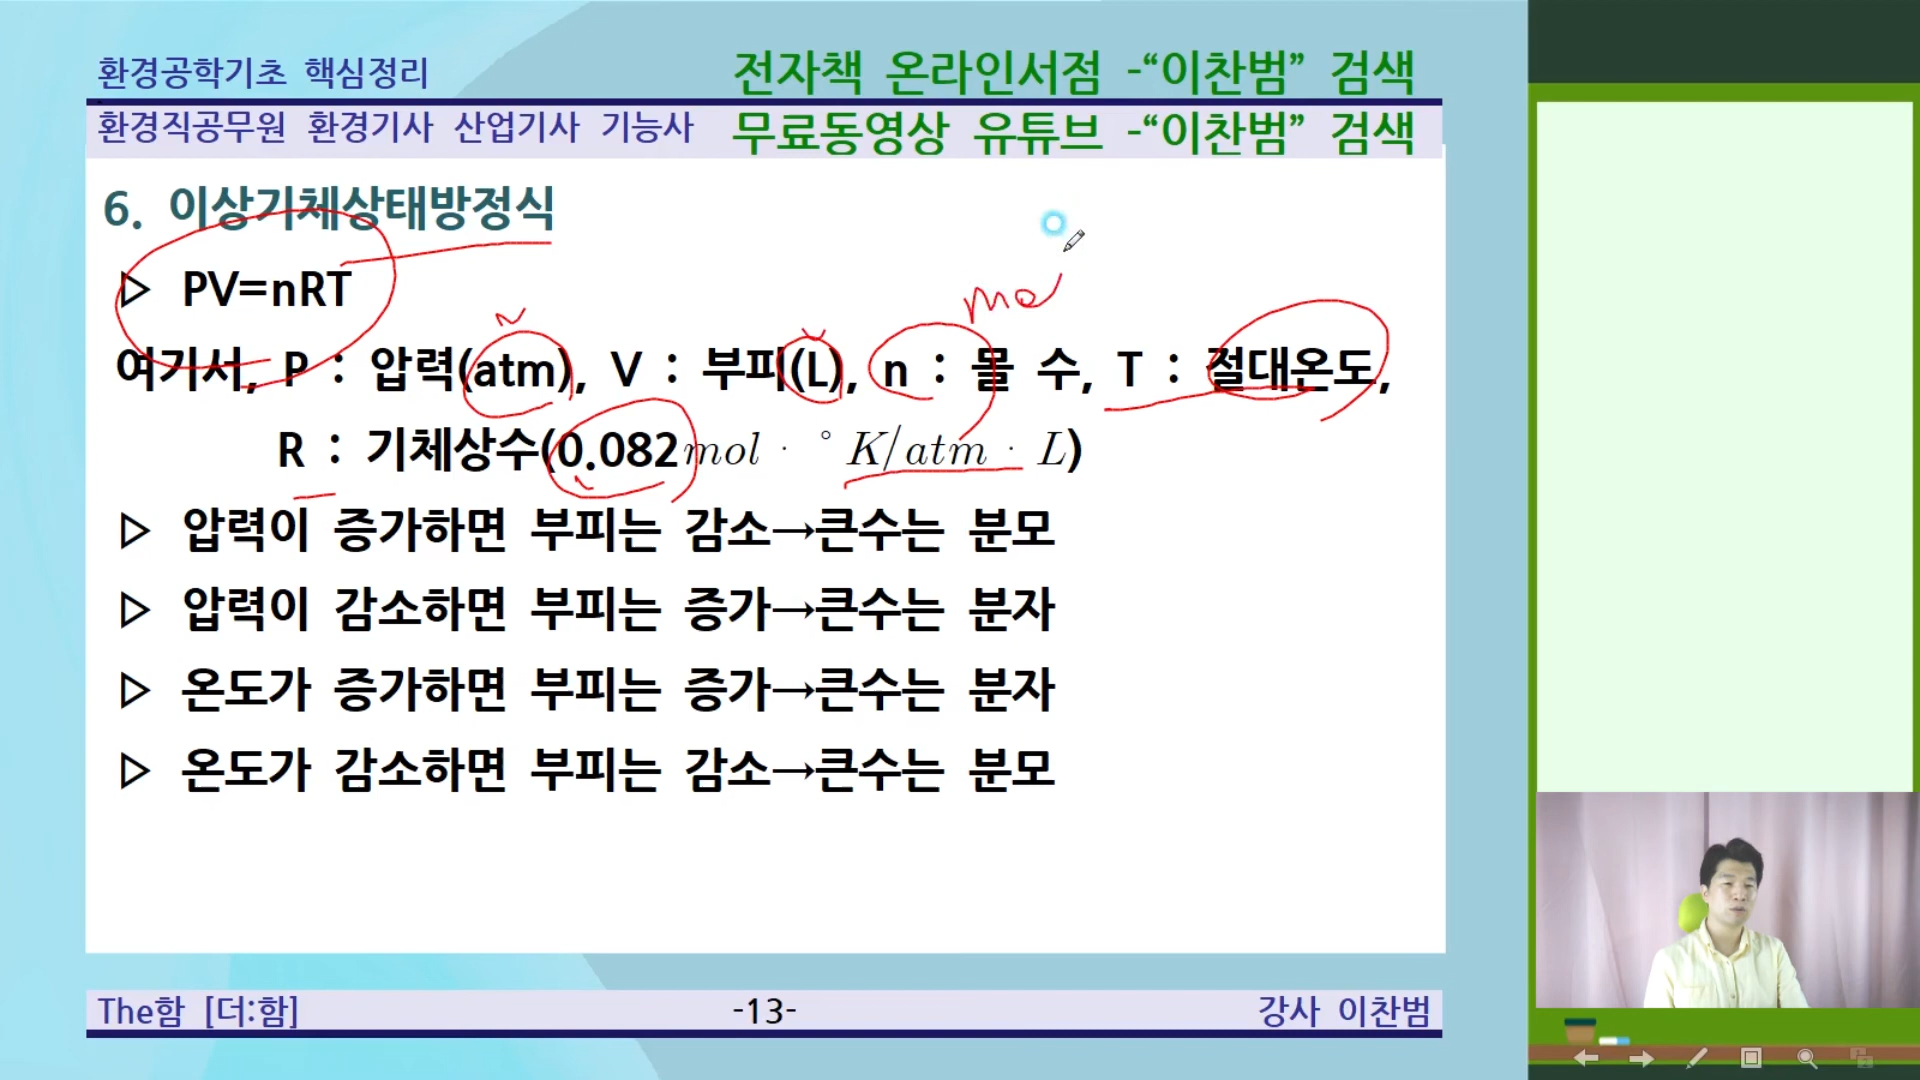 환경공학기초 핵심정리
전자책 온라인서점 -“이찬범” 검색
환경직공무원 환경기사 산업기사 기능사
무료동영상 유튜브 -“이찬범” 검색
6. 이상기체상태방정식
▷ PV=nRT
mol
여기서, P : 압력(atm), V : 부피(L), n : 몰 수, T : 절대온도,
R : 기체상수(0.082mol · °K/atm · L)
▷ 압력이 증가하면 부피는 감소→큰수는 분모
▷ 압력이 감소하면 부피는 증가→큰수는 분자
▷ 온도가 증가하면 부피는 증가→큰수는 분자
▷ 온도가 감소하면 부피는 감소→큰수는 분모
The함 [더:함]
-13-
강사 이찬범